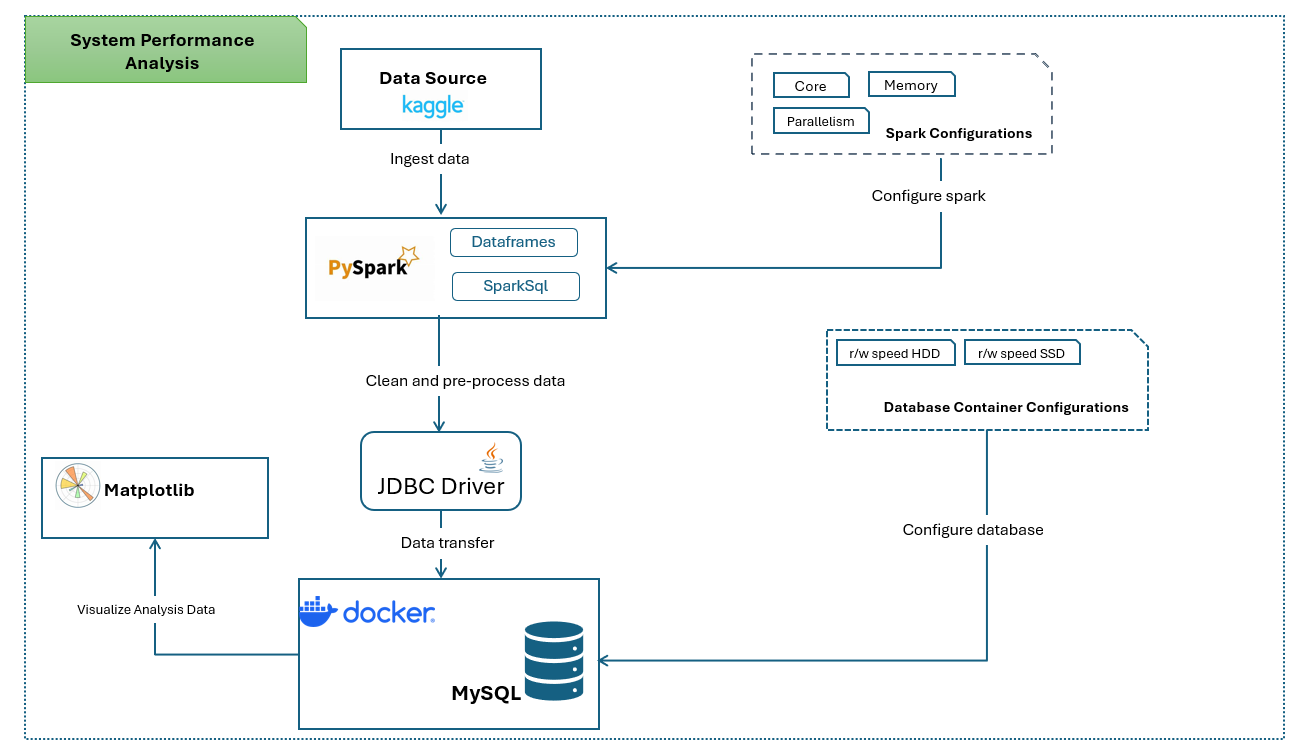 System Performance
Analysis
Data Source
kaggle
Ingest data
Core
Memory
Parallelism
Spark Configurations
Configure spark
PySpark
Dataframes
SparkSql
Clean and pre-process data
r/w speed HDD
r/w speed SSD
Database Container Configurations
JDBC Driver
Matplotlib
Data transfer
Configure database
Visualize Analysis Data
docker
MySQL